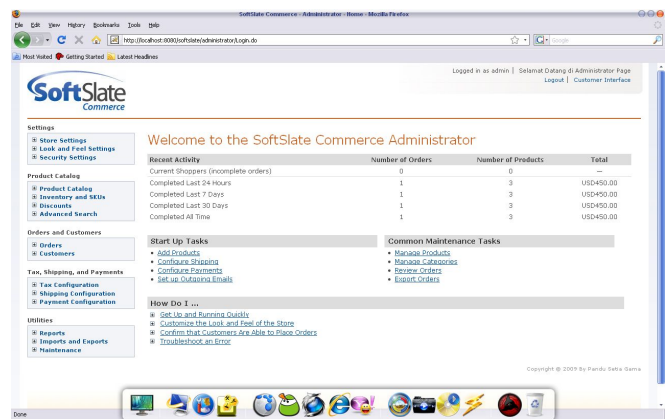 SoftSlate Commerce - Administrator - Home - Mozilla Firefox
File Edit View History Bookmarks Tools Help
http://localhost:8080/softslate/administrator/Login.do
Google
Most Visited Getting Started Latest Headlines
Logged in as admin | Selamat Datang di Administrator Page
Logout | Customer Interface
SoftSlate
Commerce
Settings
Store Settings
Look and Feel Settings
Security Settings
Product Catalog
Product Catalog
Inventory and SKUs
Discounts
Advanced Search
Orders and Customers
Orders
Customers
Tax, Shipping, and Payments
Tax Configuration
Shipping Configuration
Payment Configuration
Utilities
Reports
Imports and Exports
Maintenance
Welcome to the SoftSlate Commerce Administrator
Recent Activity Number of Orders Number of Products Total
Current Shoppers (incomplete orders) 0 0 --
Completed Last 24 Hours 1 3 USD450.00
Completed Last 7 Days 1 3 USD450.00
Completed Last 30 Days 1 3 USD450.00
Completed All Time 1 3 USD450.00
Start Up Tasks
Add Products
Configure Shipping
Configure Payments
Set up Outgoing Emails
Common Maintenance Tasks
Manage Products
Manage Categories
Review Orders
Export Orders
How Do I ...
Get Up and Running Quickly
Customize the Look and Feel of the Store
Confirm that Customers Are Able to Place Orders
Troubleshoot an Error
Copyright @ 2009 By Pandu Satia Gama
Done